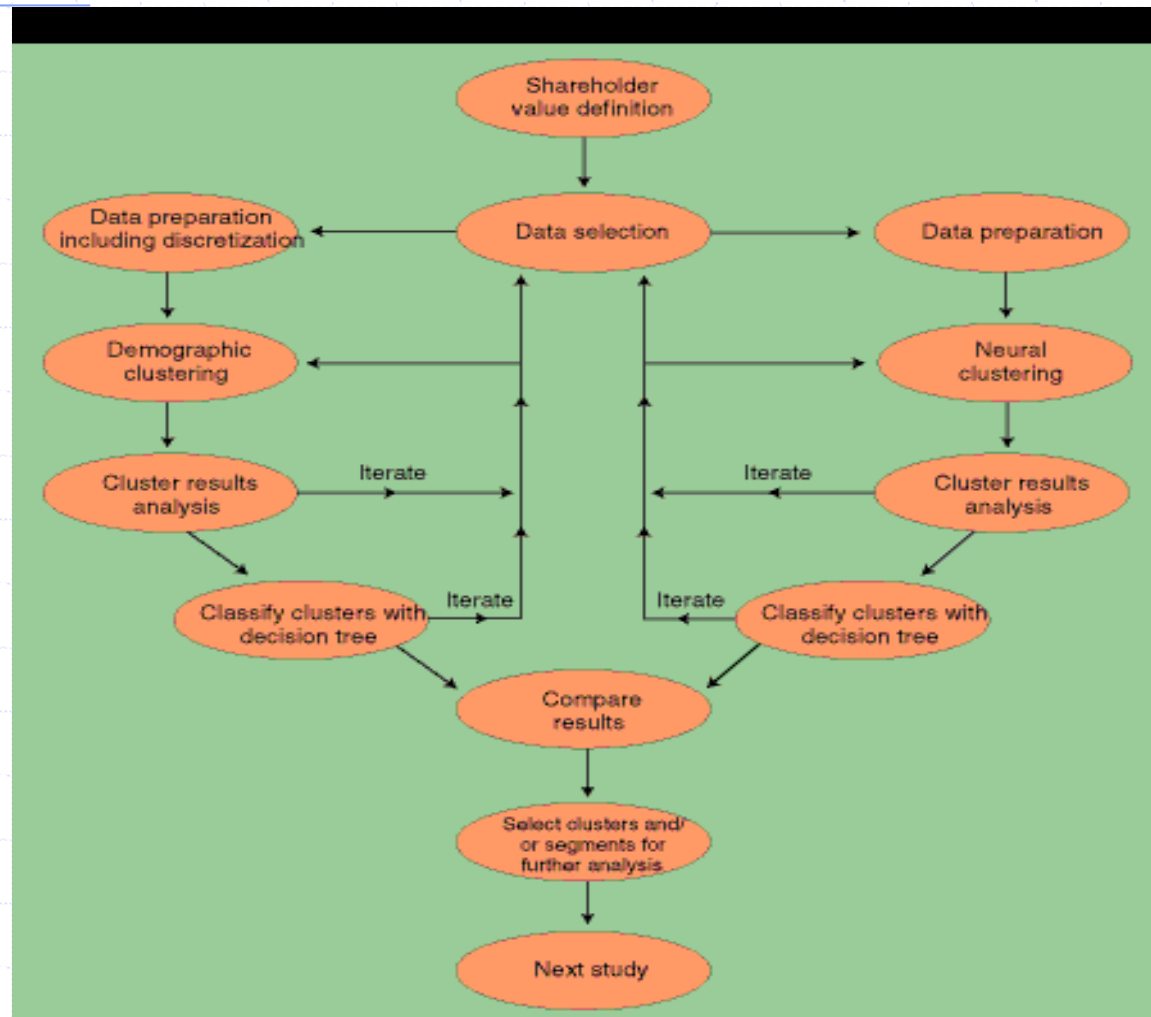 Shareholder
value definition
Data preparation
including discretization
Data selection
Data preparation
Demographic
clustering
Neural
clustering
Cluster results
analysis
Iterate
Iterate
Cluster results
analysis
Classify clusters with
decision tree
Iterate
Iterate
Classify clusters with
decision tree
Compare
results
Select clusters and/
or segments for
further analysis
Next study